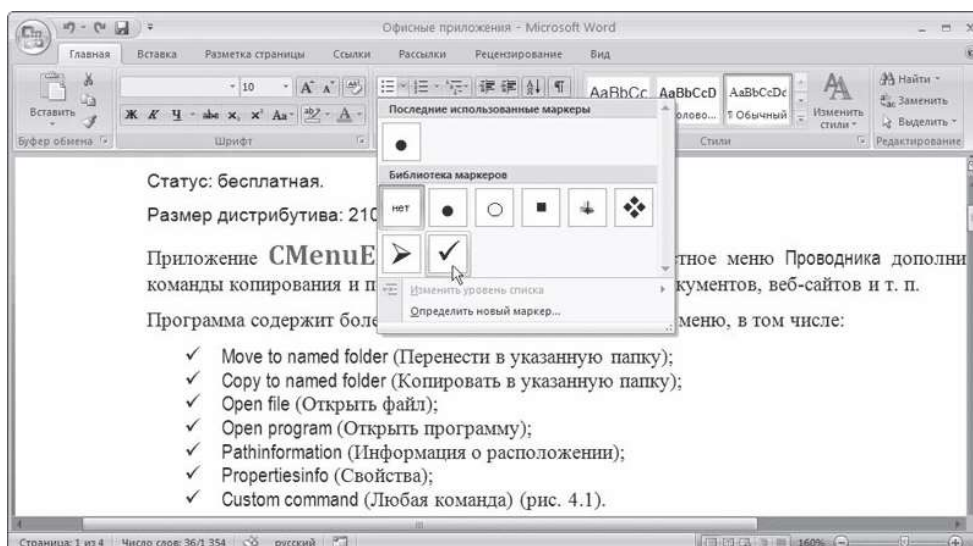 Офисные приложения - Microsoft Word
Главная Вставка Разметка страницы Ссылки Рассылки Рецензирование Вид
Вставить
Буфер обмена
10
Ж К Ч abc x, x² Aa
Шрифт
AaBbCc AaBbCcD AaBbCcDc
олово... ¶ Обычный
Изменить стили
Стили
Найти
Заменить
Выделить
Редактирование
Последние использованные маркеры
Библиотека маркеров
нет
Изменить уровень списка
Определить новый маркер...
Статус: бесплатная.
Размер дистрибутива: 210
Приложение CMenuE тное меню Проводника дополни
команды копирования и п кументов, веб-сайтов и т. п.
Программа содержит боле меню, в том числе:
✓ Move to named folder (Перенести в указанную папку);
✓ Copy to named folder (Копировать в указанную папку);
✓ Open file (Открыть файл);
✓ Open program (Открыть программу);
✓ Pathinformation (Информация о расположении);
✓ Propertiesinfo (Свойства);
✓ Custom command (Любая команда) (рис. 4.1).
Страница: 1 из 4 Число слов: 36/1 354 русский 160%